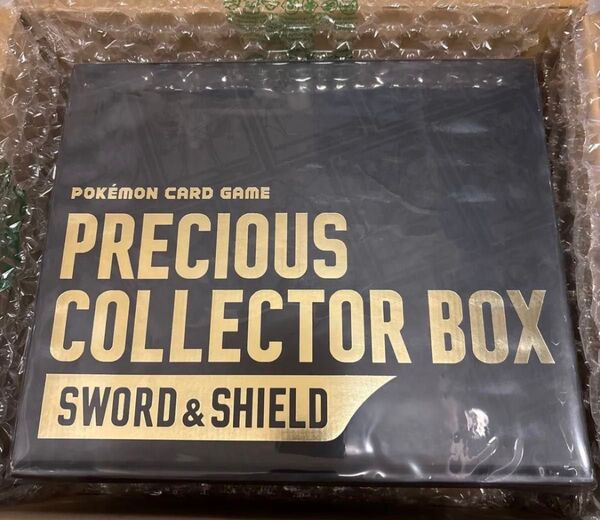 POKÉMON CARD GAME
PRECIOUS
COLLECTOR BOX
SWORD & SHIELD